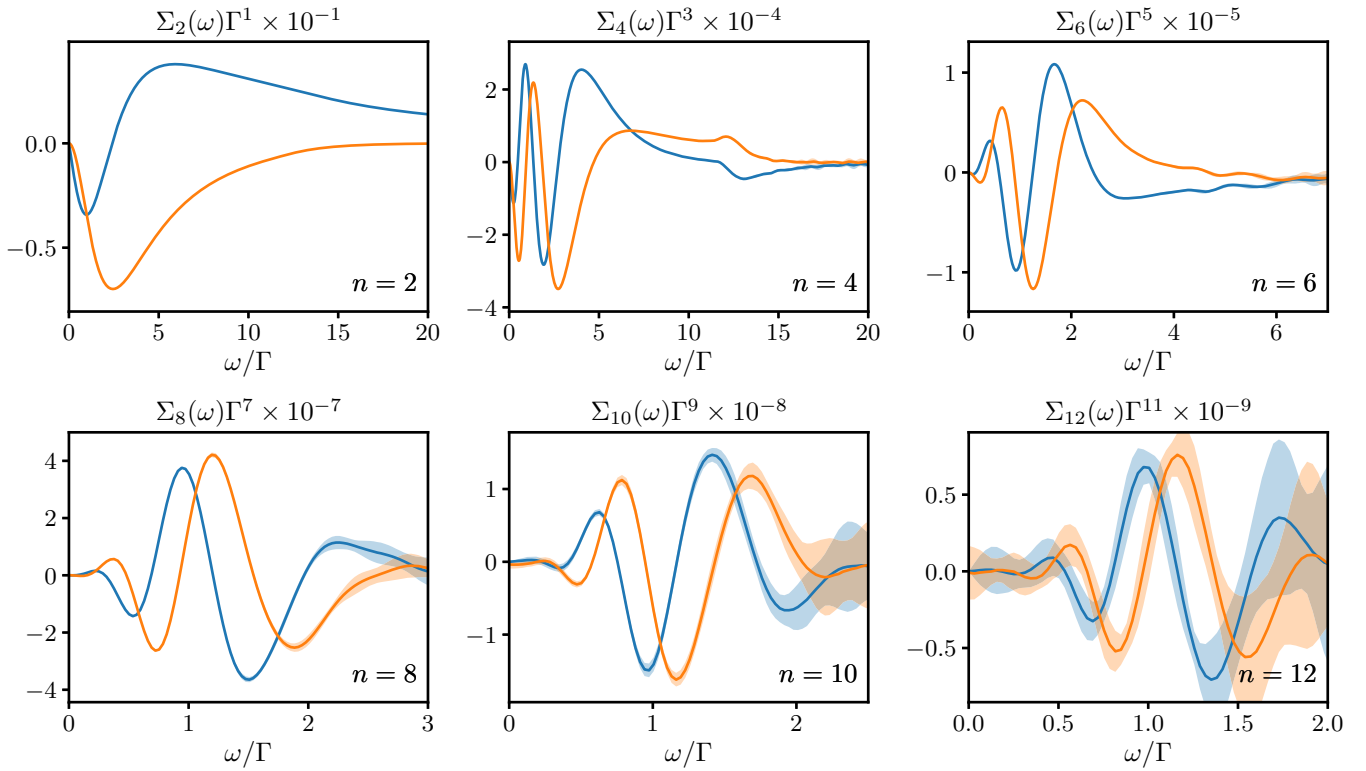 Σ₂(ω)Γ¹ × 10⁻¹
0.0
−0.5
n = 2
0 5 10 15 20
ω/Γ
Σ₄(ω)Γ³ × 10⁻⁴
2
0
−2
−4
n = 4
0 5 10 15 20
ω/Γ
Σ₆(ω)Γ⁵ × 10⁻⁵
1
0
−1
n = 6
0 2 4 6
ω/Γ
Σ₈(ω)Γ⁷ × 10⁻⁷
4
2
0
−2
−4
n = 8
0 1 2 3
ω/Γ
Σ₁₀(ω)Γ⁹ × 10⁻⁸
1
0
−1
n = 10
0 1 2
ω/Γ
Σ₁₂(ω)Γ¹¹ × 10⁻⁹
0.5
0.0
−0.5
n = 12
0.0 0.5 1.0 1.5 2.0
ω/Γ